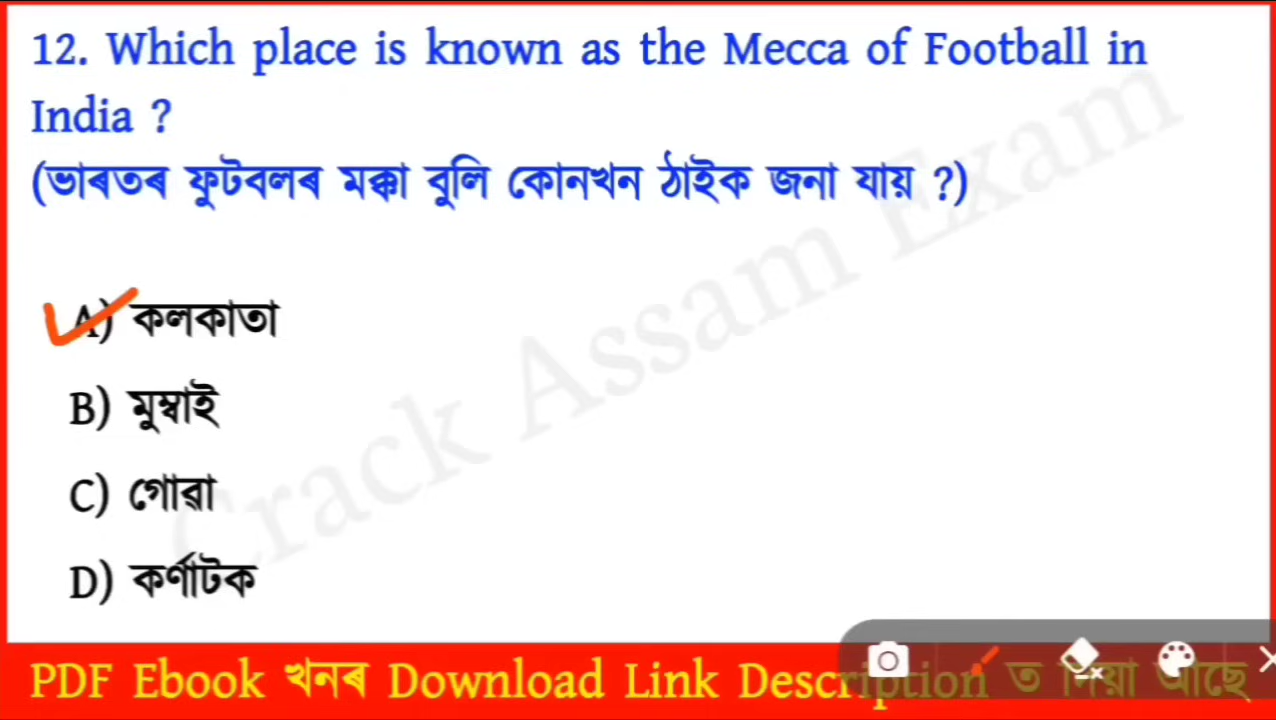 12. Which place is known as the Mecca of Football in
India ?
(ভাৰতৰ ফুটবলৰ মক্কা বুলি কোনখন ঠাইক জনা যায় ?)
A) কলকাতা
B) মুম্বাই
C) গোৱা
D) কৰ্ণাটক
Crack Assam Exam
PDF Ebook খনৰ Download Link Description ত দিয়া আছে